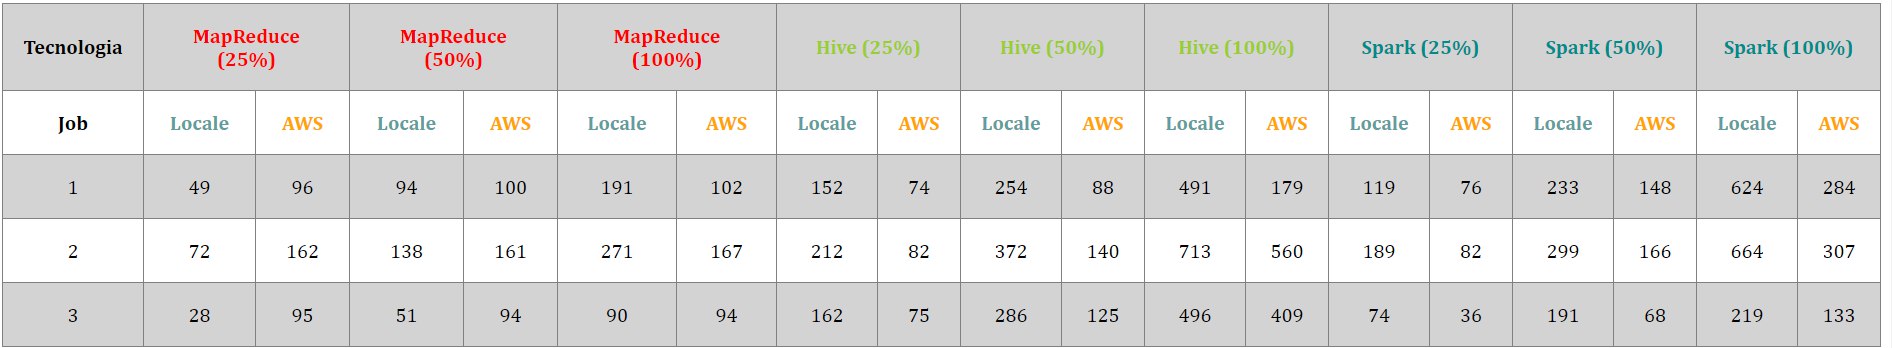 Tecnologia MapReduce (25%) MapReduce (50%) MapReduce (100%) Hive (25%) Hive (50%) Hive (100%) Spark (25%) Spark (50%) Spark (100%)
Job Locale AWS Locale AWS Locale AWS Locale AWS Locale AWS Locale AWS Locale AWS Locale AWS Locale AWS
1 49 96 94 100 191 102 152 74 254 88 491 179 119 76 233 148 624 284
2 72 162 138 161 271 167 212 82 372 140 713 560 189 82 299 166 664 307
3 28 95 51 94 90 94 162 75 286 125 496 409 74 36 191 68 219 133